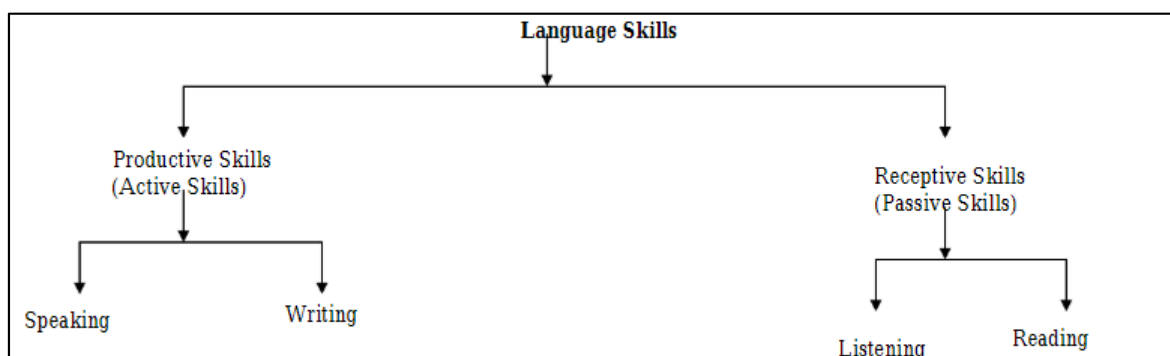 Language Skills
Productive Skills
(Active Skills)
Receptive Skills
(Passive Skills)
Speaking
Writing
Listening
Reading